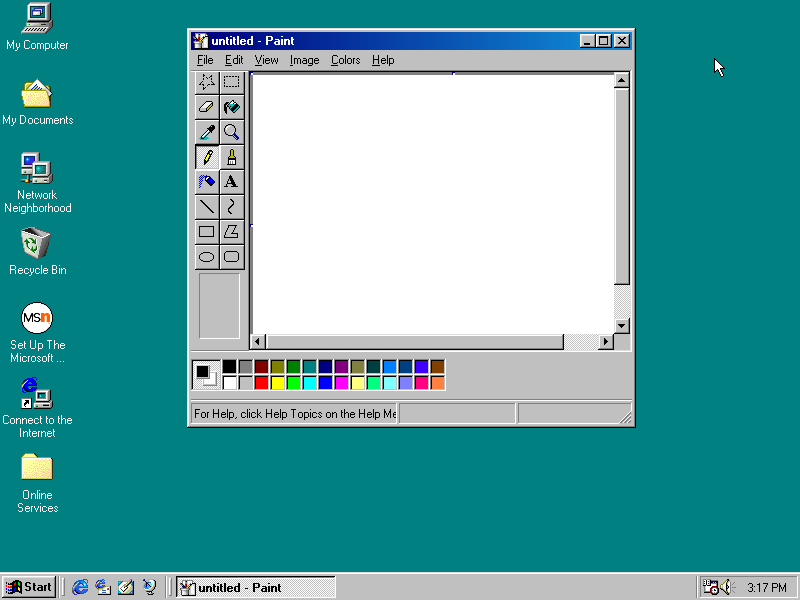 My Computer
My Documents
Network
Neighborhood
Recycle Bin
MSn
Set Up The
Microsoft ...
Connect to the
Internet
Online
Services
untitled - Paint
File Edit View Image Colors Help
A
For Help, click Help Topics on the Help Me
Start
untitled - Paint
3:17 PM